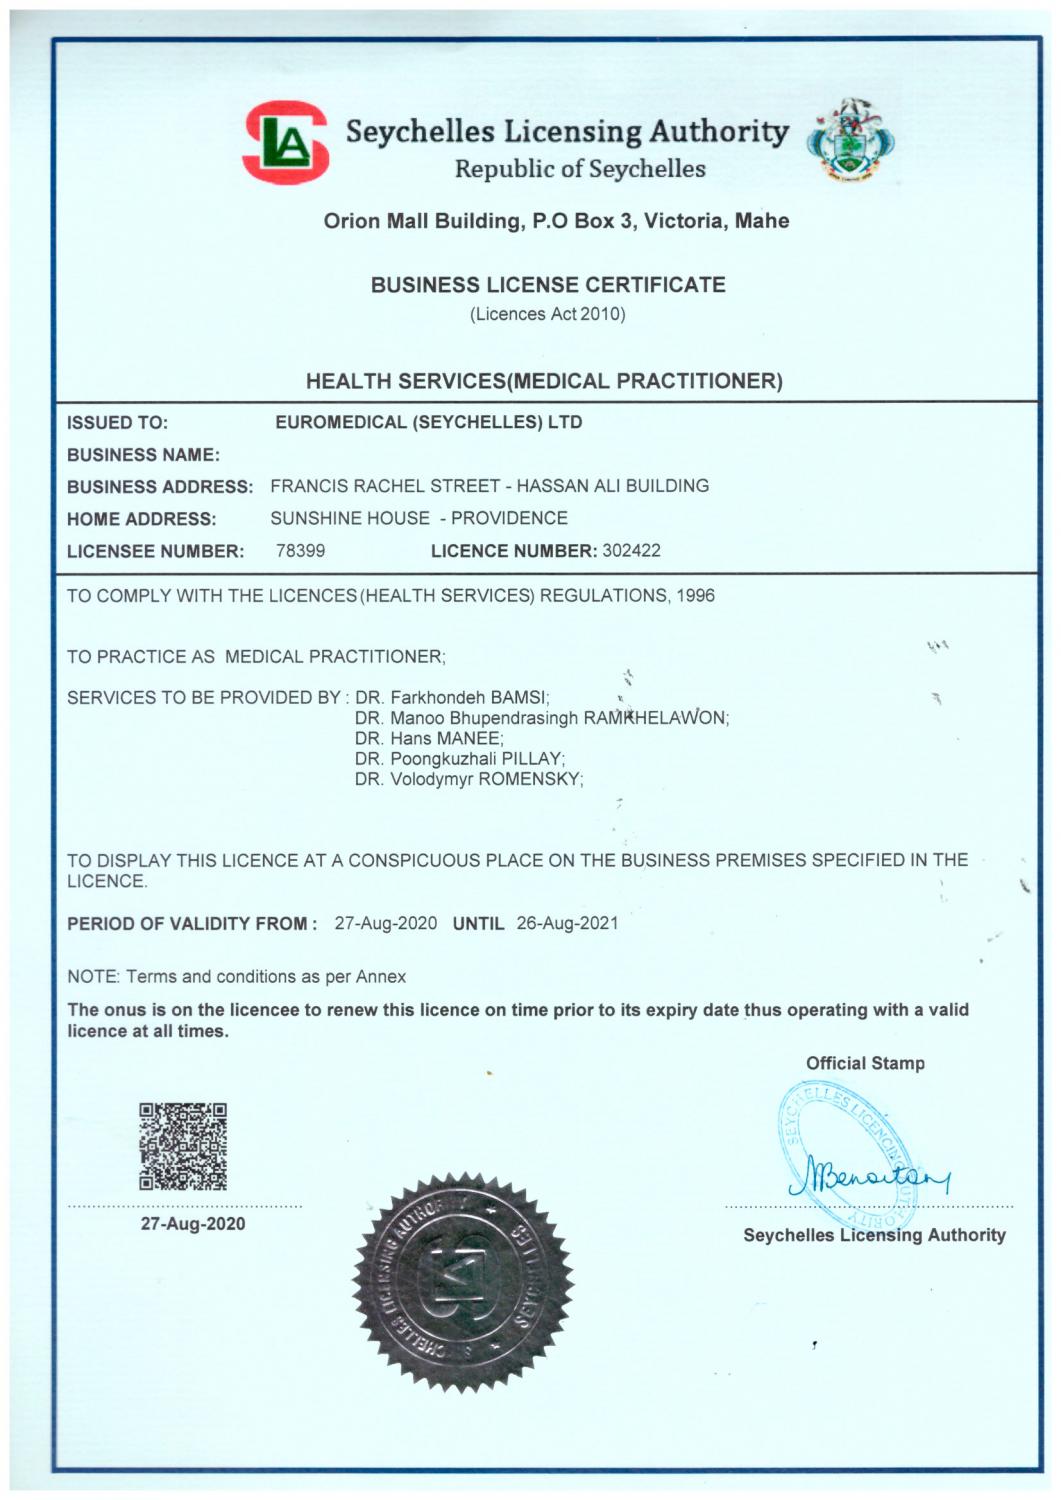 SLA
Seychelles Licensing Authority
Republic of Seychelles
Orion Mall Building, P.O Box 3, Victoria, Mahe
BUSINESS LICENSE CERTIFICATE
(Licences Act 2010)
HEALTH SERVICES(MEDICAL PRACTITIONER)
ISSUED TO: EUROMEDICAL (SEYCHELLES) LTD
BUSINESS NAME:
BUSINESS ADDRESS: FRANCIS RACHEL STREET - HASSAN ALI BUILDING
HOME ADDRESS: SUNSHINE HOUSE - PROVIDENCE
LICENSEE NUMBER: 78399 LICENCE NUMBER: 302422
TO COMPLY WITH THE LICENCES (HEALTH SERVICES) REGULATIONS, 1996
TO PRACTICE AS MEDICAL PRACTITIONER;
SERVICES TO BE PROVIDED BY : DR. Farkhondeh BAMSI;
DR. Manoo Bhupendrasingh RAMKHELAWON;
DR. Hans MANEE;
DR. Poongkuzhali PILLAY;
DR. Volodymyr ROMENSKY;
TO DISPLAY THIS LICENCE AT A CONSPICUOUS PLACE ON THE BUSINESS PREMISES SPECIFIED IN THE
LICENCE.
PERIOD OF VALIDITY FROM : 27-Aug-2020 UNTIL 26-Aug-2021
NOTE: Terms and conditions as per Annex
The onus is on the licencee to renew this licence on time prior to its expiry date thus operating with a valid
licence at all times.
Official Stamp
SEYCHELLES LICENCING AUTHORITY
27-Aug-2020
Seychelles Licensing Authority
SEYCHELLES LICENSING AUTHORITY
SEYCHELLES